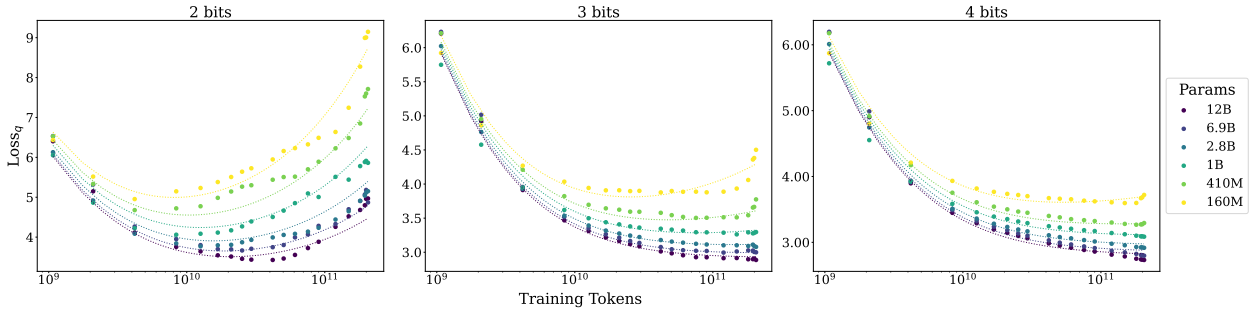 2 bits
3 bits
4 bits
Loss_q
9
8
7
6
5
4
10^9
10^10
10^11
6.0
5.5
5.0
4.5
4.0
3.5
3.0
10^9
10^10
10^11
6.00
5.00
4.00
3.00
10^9
10^10
10^11
Training Tokens
Params
12B
6.9B
2.8B
1B
410M
160M